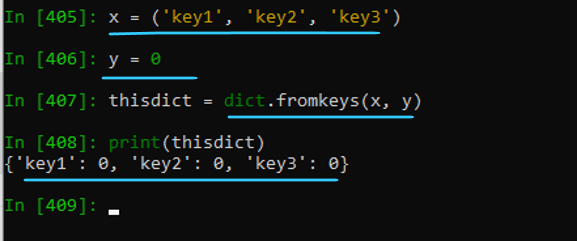 In [405]: x = ('key1', 'key2', 'key3')
In [406]: y = 0
In [407]: thisdict = dict.fromkeys(x, y)
In [408]: print(thisdict)
{'key1': 0, 'key2': 0, 'key3': 0}
In [409]: